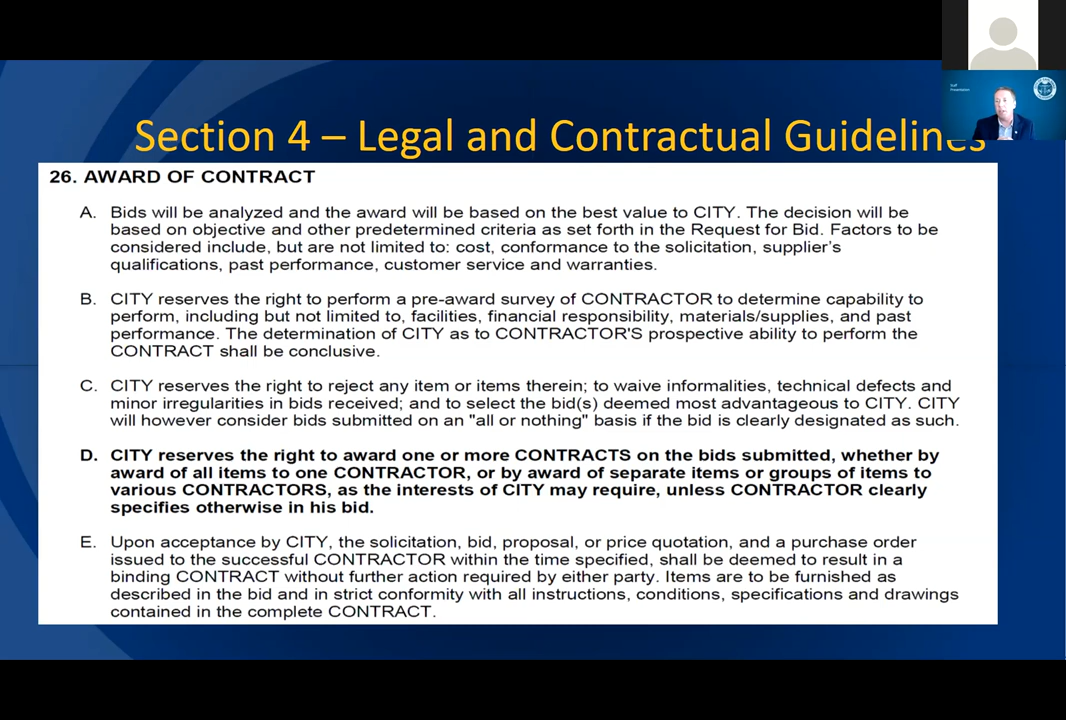 Staff
Presentation
Section 4 – Legal and Contractual Guidelines
26. AWARD OF CONTRACT
A. Bids will be analyzed and the award will be based on the best value to CITY. The decision will be
based on objective and other predetermined criteria as set forth in the Request for Bid. Factors to be
considered include, but are not limited to: cost, conformance to the solicitation, supplier's
qualifications, past performance, customer service and warranties.
B. CITY reserves the right to perform a pre-award survey of CONTRACTOR to determine capability to
perform, including but not limited to, facilities, financial responsibility, materials/supplies, and past
performance. The determination of CITY as to CONTRACTOR'S prospective ability to perform the
CONTRACT shall be conclusive.
C. CITY reserves the right to reject any item or items therein; to waive informalities, technical defects and
minor irregularities in bids received; and to select the bid(s) deemed most advantageous to CITY. CITY
will however consider bids submitted on an "all or nothing" basis if the bid is clearly designated as such.
D. CITY reserves the right to award one or more CONTRACTS on the bids submitted, whether by
award of all items to one CONTRACTOR, or by award of separate items or groups of items to
various CONTRACTORS, as the interests of CITY may require, unless CONTRACTOR clearly
specifies otherwise in his bid.
E. Upon acceptance by CITY, the solicitation, bid, proposal, or price quotation, and a purchase order
issued to the successful CONTRACTOR within the time specified, shall be deemed to result in a
binding CONTRACT without further action required by either party. Items are to be furnished as
described in the bid and in strict conformity with all instructions, conditions, specifications and drawings
contained in the complete CONTRACT.